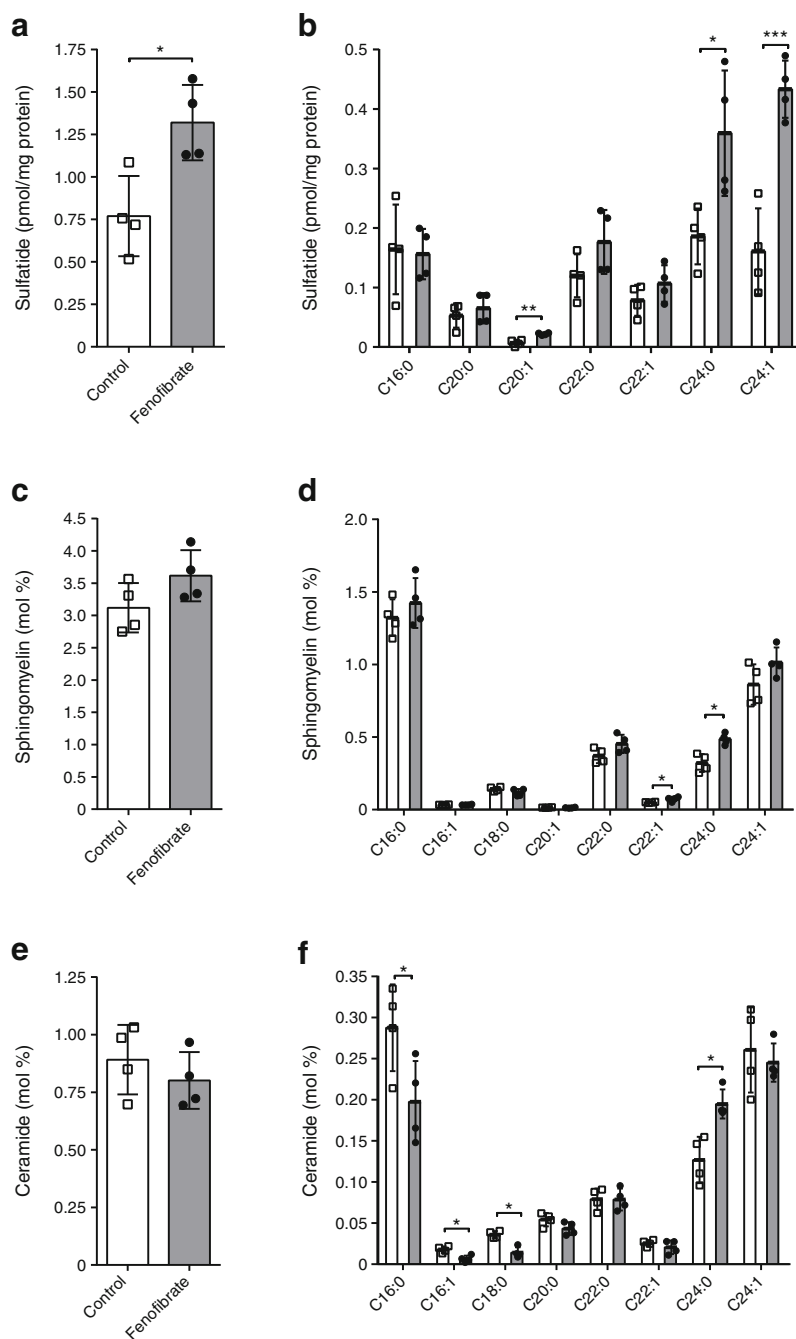 a
*
1.75
1.50
1.25
1.00
0.75
0.50
0.25
0
Sulfatide (pmol/mg protein)
Control
Fenofibrate
b
*
***
**
0.5
0.4
0.3
0.2
0.1
0
Sulfatide (pmol/mg protein)
C16:0
C20:0
C20:1
C22:0
C22:1
C24:0
C24:1
c
4.5
4.0
3.5
3.0
2.5
2.0
1.5
1.0
0.5
0
Sphingomyelin (mol %)
Control
Fenofibrate
d
2.0
1.5
1.0
0.5
0
Sphingomyelin (mol %)
*
*
C16:0
C16:1
C18:0
C20:1
C22:0
C22:1
C24:0
C24:1
e
1.25
1.00
0.75
0.50
0.25
0
Ceramide (mol %)
Control
Fenofibrate
f
0.35
0.30
0.25
0.20
0.15
0.10
0.05
0
Ceramide (mol %)
*
*
*
*
C16:0
C16:1
C18:0
C20:0
C22:0
C22:1
C24:0
C24:1